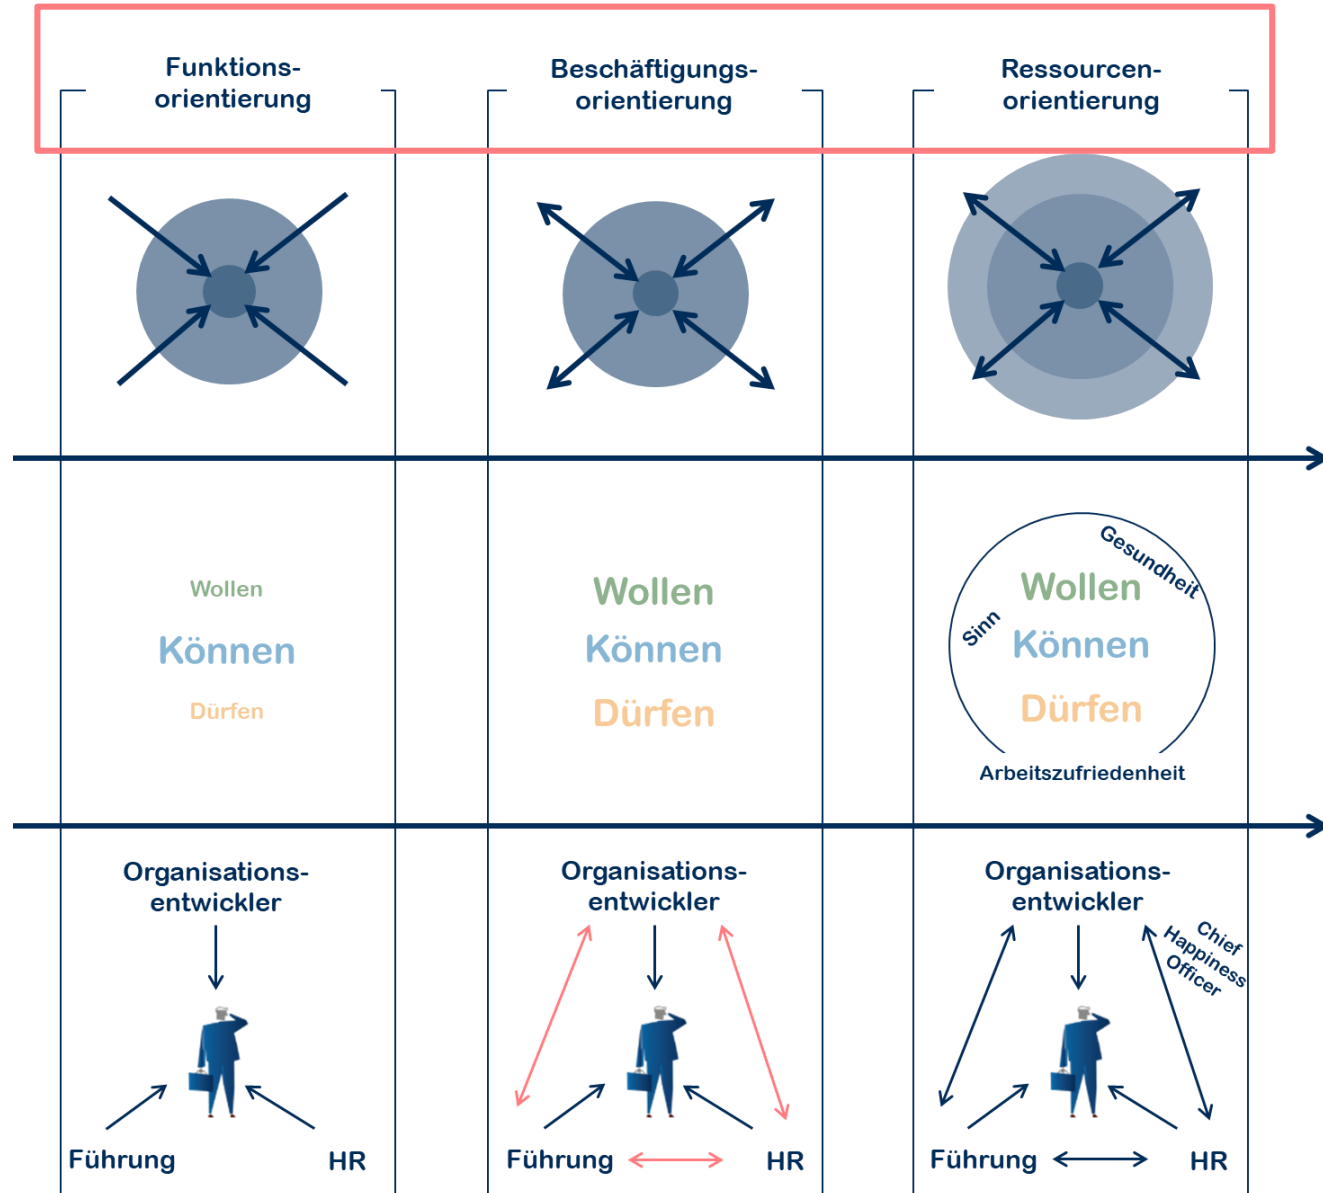 Funktions-
orientierung
Beschäftigungs-
orientierung
Ressourcen-
orientierung
Wollen
Können
Dürfen
Wollen
Können
Dürfen
Gesundheit
Sinn
Wollen
Können
Dürfen
Arbeitszufriedenheit
Organisations-
entwickler
Führung
HR
Organisations-
entwickler
Führung
HR
Organisations-
entwickler
Chief
Happiness
Officer
Führung
HR